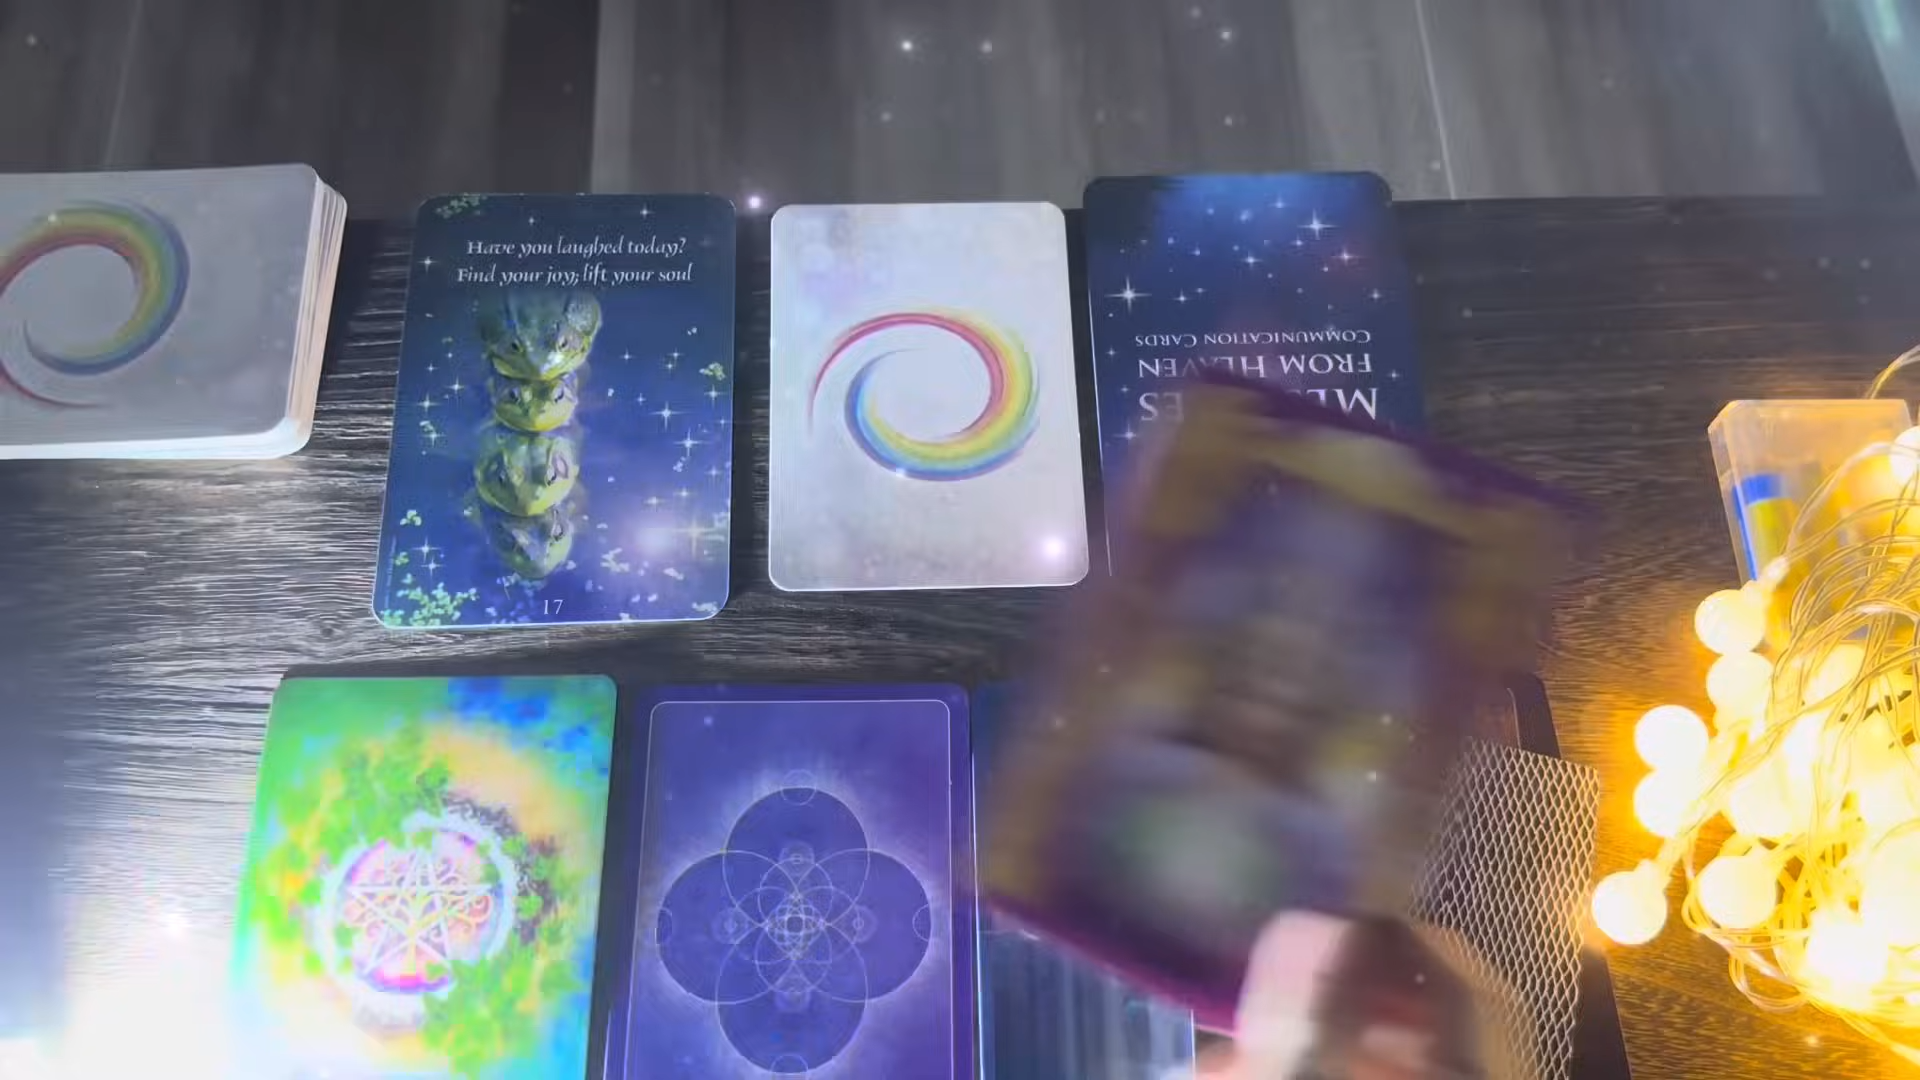 Have you laughed today?
Find your joy; lift your soul
17
COMMUNICATION CARDS
FROM HEAVEN